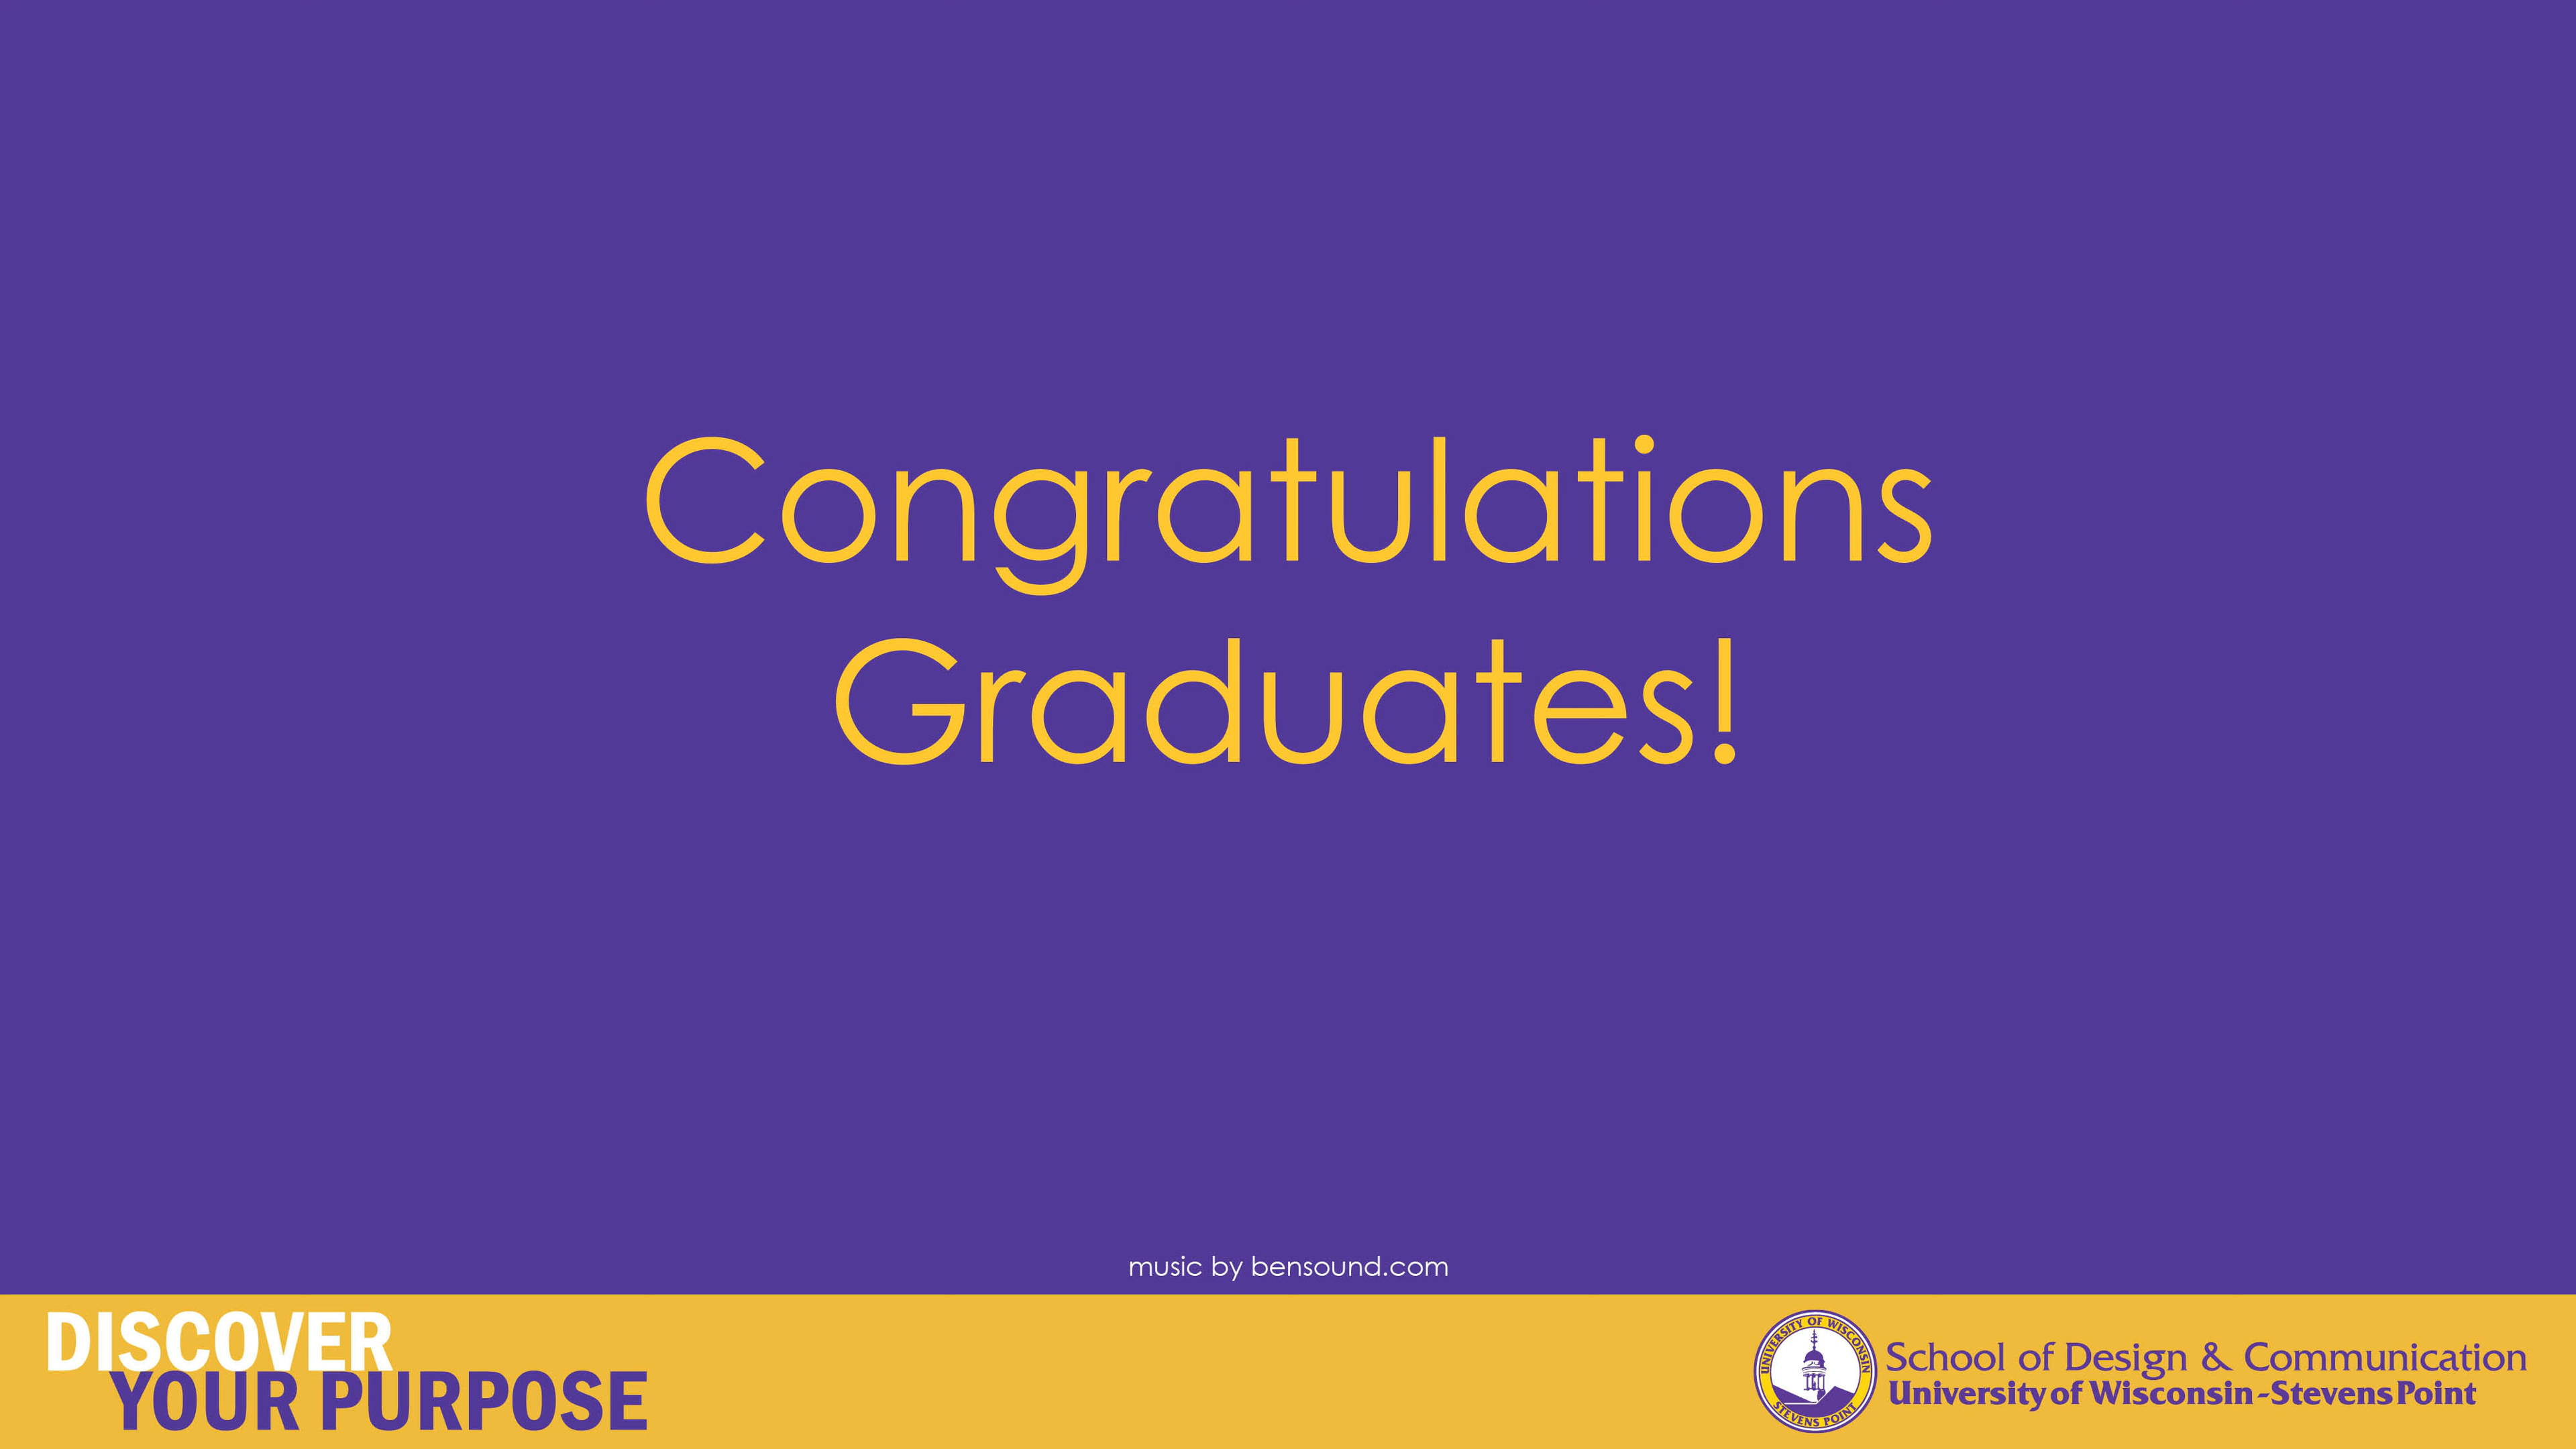 Congratulations
Graduates!
music by bensound.com
DISCOVER
YOUR PURPOSE
UNIVERSITY OF WISCONSIN
STEVENS POINT
School of Design & Communication
University of Wisconsin-Stevens Point